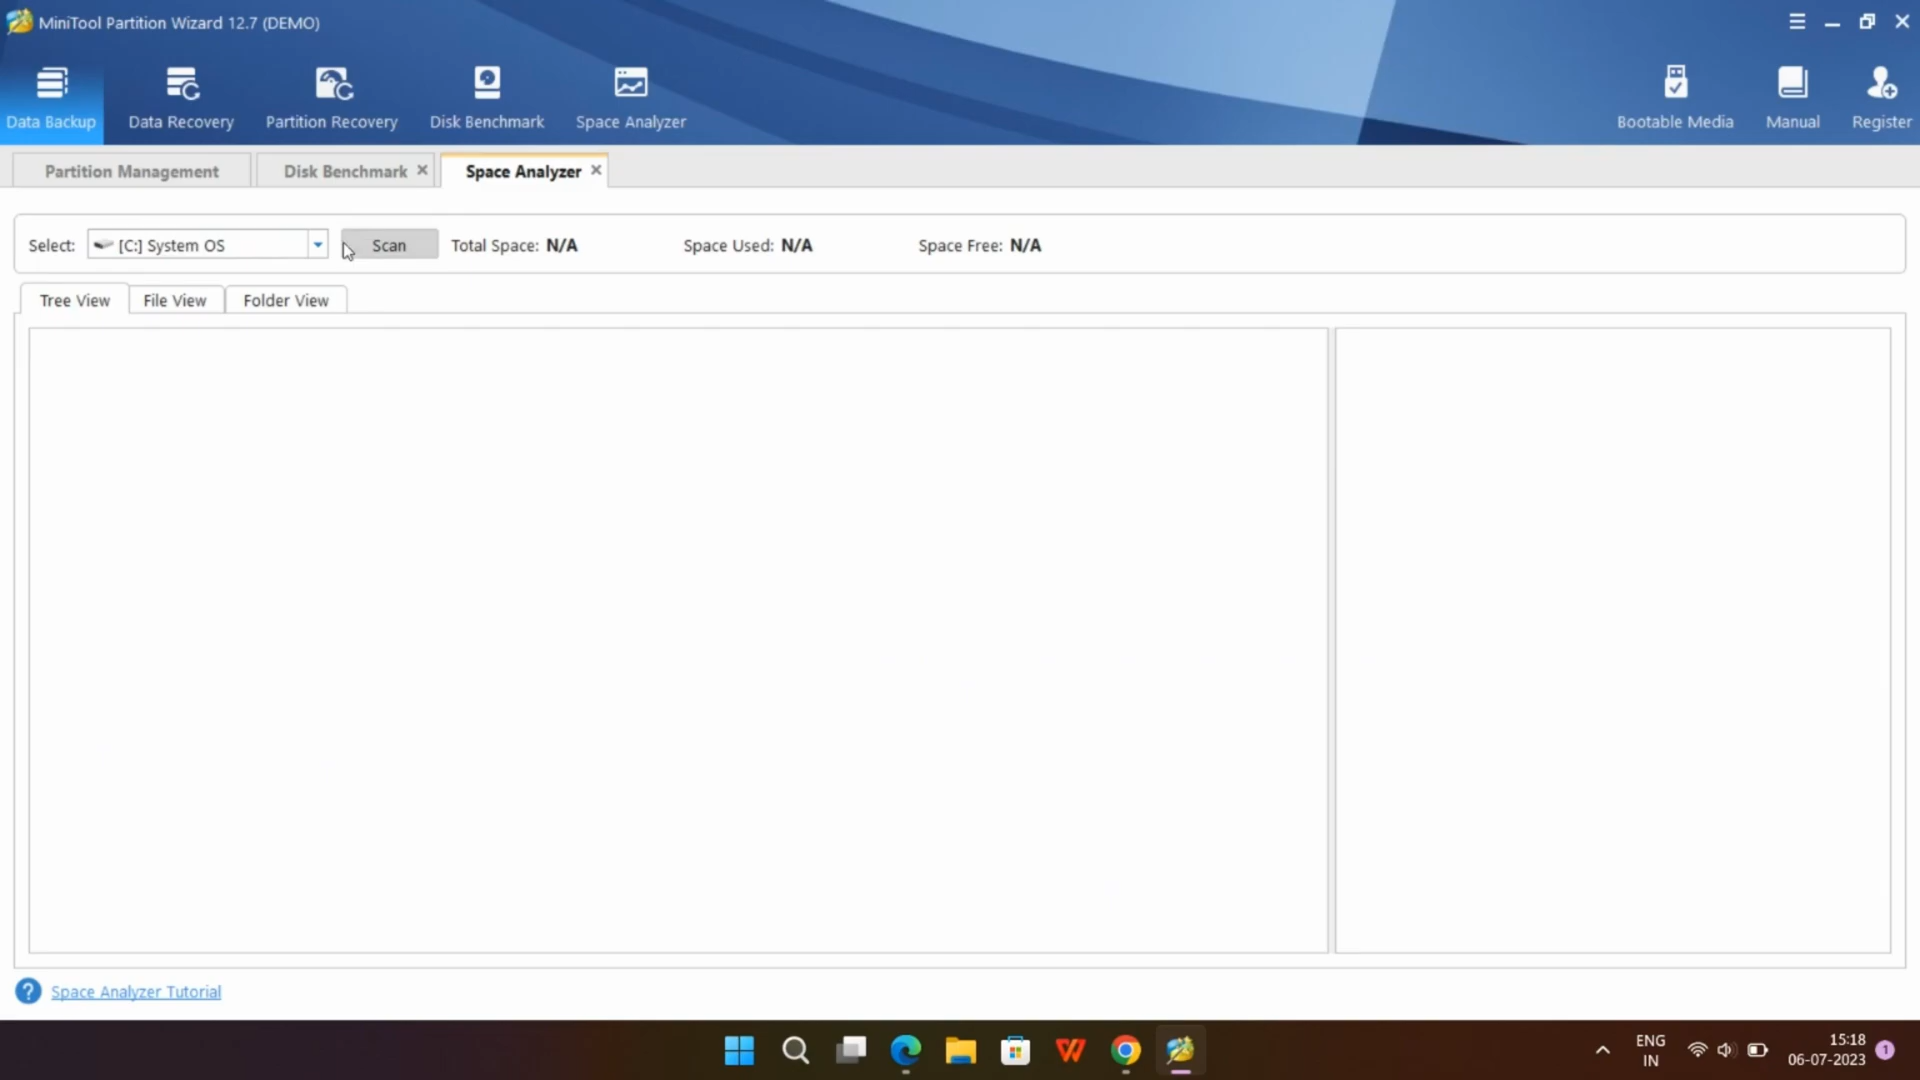 MiniTool Partition Wizard 12.7 (DEMO)
Data Backup
Data Recovery
Partition Recovery
Disk Benchmark
Space Analyzer
Bootable Media
Manual
Register
Partition Management
Disk Benchmark
Space Analyzer
Select: [C:] System OS
Scan
Total Space: N/A
Space Used: N/A
Space Free: N/A
Tree View
File View
Folder View
? Space Analyzer Tutorial
ENG
IN
15:18
06-07-2023
1